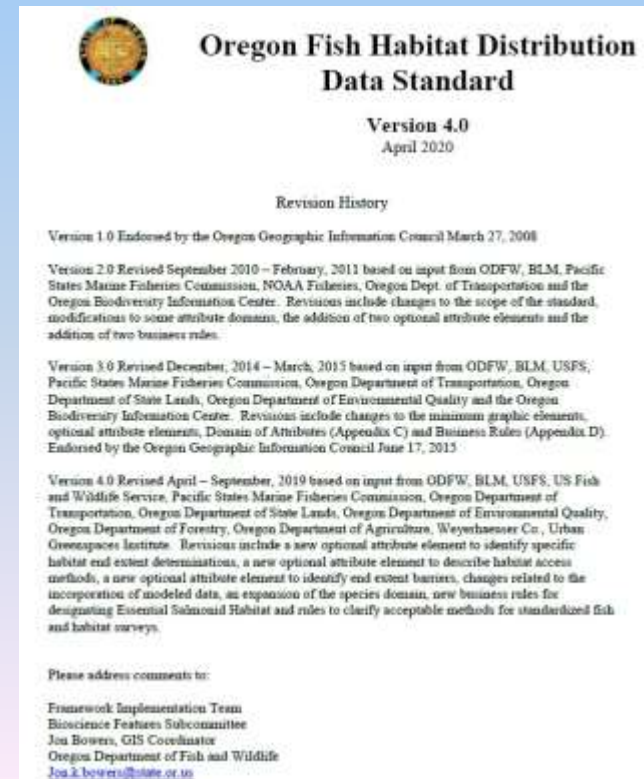 Oregon Fish Habitat Distribution
Data Standard
Version 4.0
April 2020
Revision History
Version 1.0 Endorsed by the Oregon Geographic Information Council March 27, 2008
Version 2.0 Revised September 2010 – February, 2011 based on input from ODFW, BLM, Pacific
States Marine Fisheries Commission, NOAA Fisheries, Oregon Dept. of Transportation and the
Oregon Biodiversity Information Center. Revisions include changes to the scope of the standard,
modifications to some attribute domains, the addition of two optional attribute elements and the
addition of two business rules.
Version 3.0 Revised December, 2014 – March, 2015 based on input from ODFW, BLM, USFS,
Pacific States Marine Fisheries Commission, Oregon Department of Transportation, Oregon
Department of State Lands, Oregon Department of Environmental Quality and the Oregon
Biodiversity Information Center. Revisions include changes to the minimum graphic elements,
optional attribute elements, Domain of Attributes (Appendix C) and Business Rules (Appendix D).
Endorsed by the Oregon Geographic Information Council June 17, 2015
Version 4.0 Revised April – September, 2019 based on input from ODFW, BLM, USFS, US Fish
and Wildlife Service, Pacific States Marine Fisheries Commission, Oregon Department of
Transportation, Oregon Department of State Lands, Oregon Department of Environmental Quality,
Oregon Department of Forestry, Oregon Department of Agriculture, Weyerhaeuser Co., Urban
Greenspaces Institute. Revisions include a new optional attribute element to identify specific
habitat end extent determinations, a new optional attribute element to describe habitat access
methods, a new optional attribute element to identify end extent barriers, changes related to the
incorporation of modeled data, an expansion of the species domain, new business rules for
designating Essential Salmonid Habitat and rules to clarify acceptable methods for standardized fish
and habitat surveys.
Please address comments to:
Framework Implementation Team
Bioscience Features Subcommittee
Jon Bowers, GIS Coordinator
Oregon Department of Fish and Wildlife
Jon.k.bowers@state.or.us